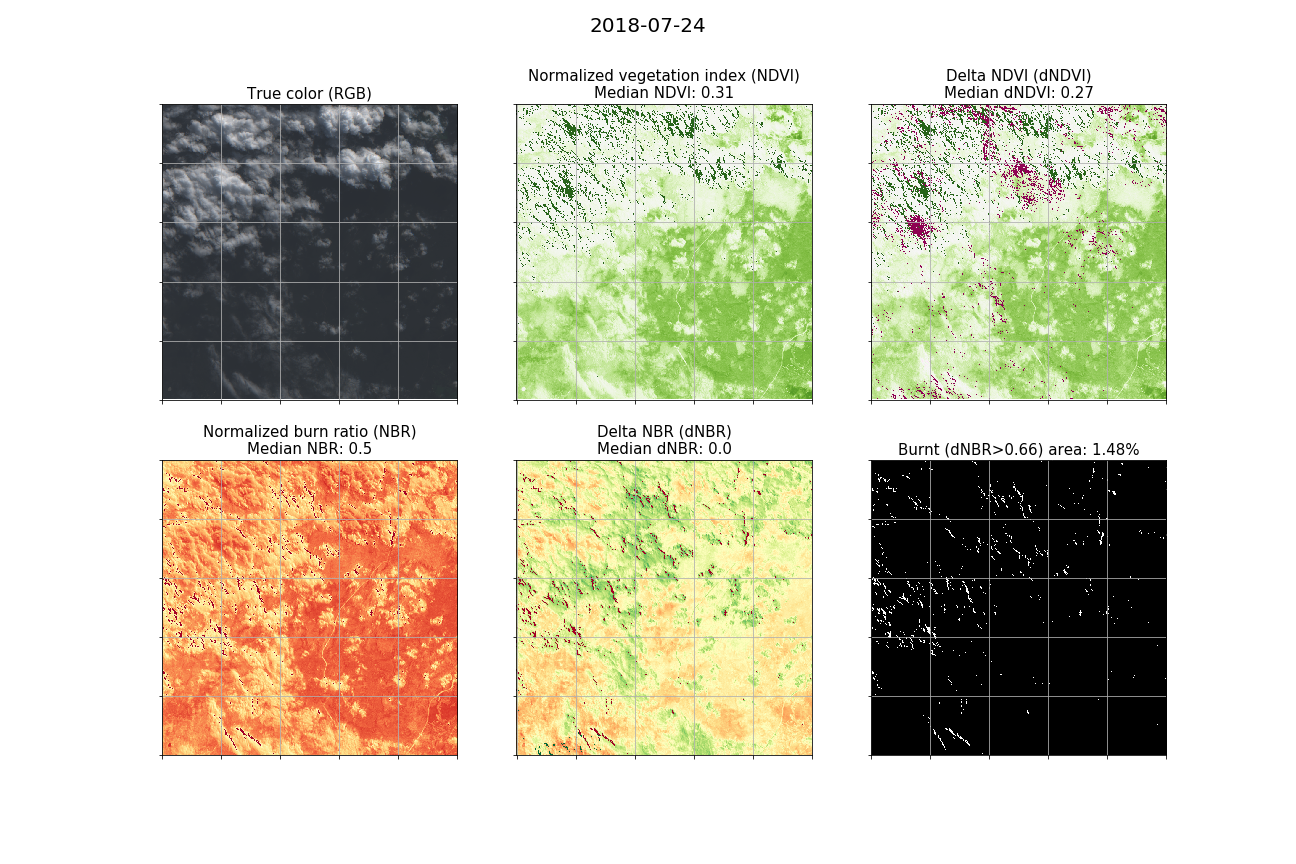 2018-07-24
True color (RGB)
Normalized vegetation index (NDVI)
Median NDVI: 0.31
Delta NDVI (dNDVI)
Median dNDVI: 0.27
Normalized burn ratio (NBR)
Median NBR: 0.5
Delta NBR (dNBR)
Median dNBR: 0.0
Burnt (dNBR>0.66) area: 1.48%